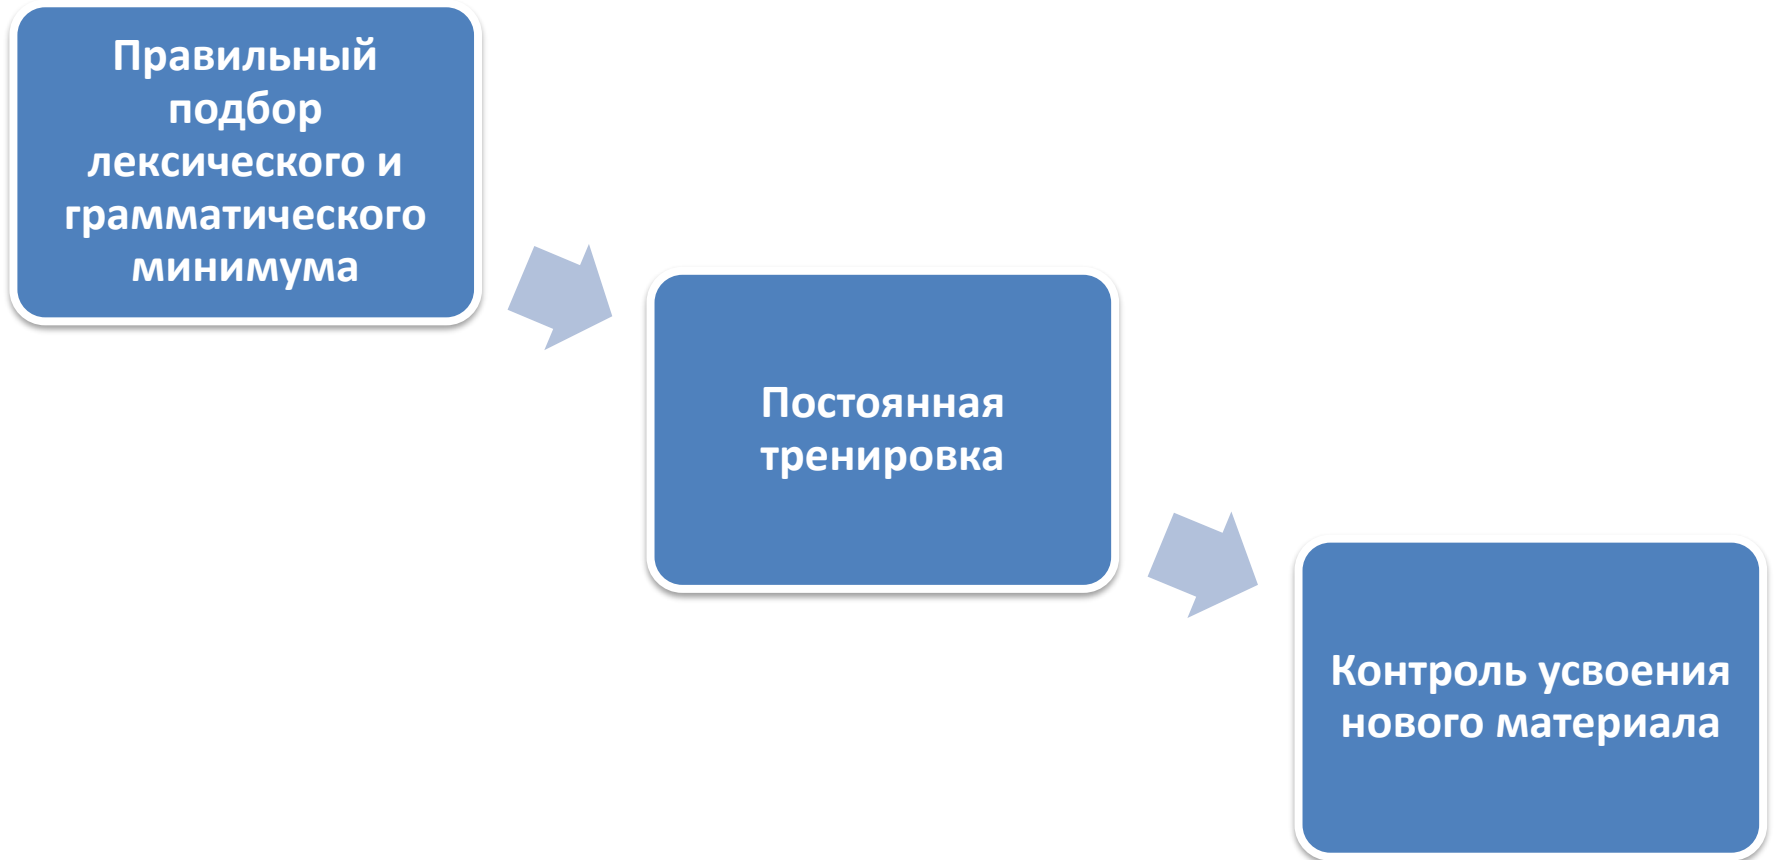 Правильный
подбор
лексического и
грамматического
минимума
Постоянная
тренировка
Контроль усвоения
нового материала